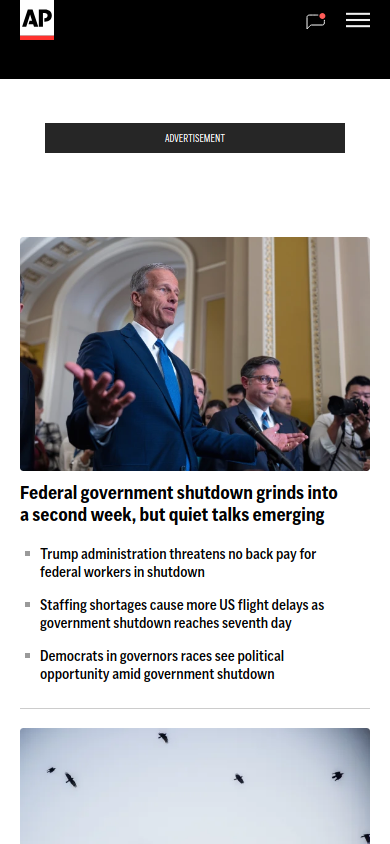 AP
ADVERTISEMENT
Federal government shutdown grinds into
a second week, but quiet talks emerging
Trump administration threatens no back pay for
federal workers in shutdown
Staffing shortages cause more US flight delays as
government shutdown reaches seventh day
Democrats in governors races see political
opportunity amid government shutdown